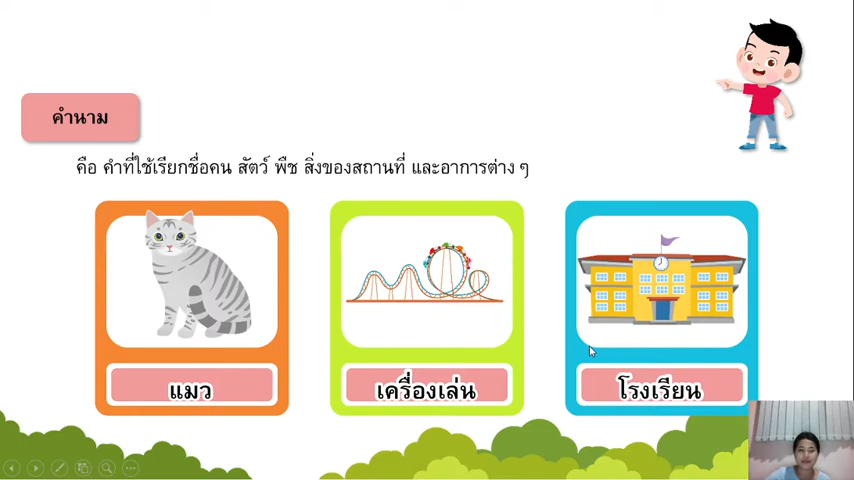 คำนาม
คือ คำที่ใช้เรียกชื่อคน สัตว์ พืช สิ่งของสถานที่ และอาการต่าง ๆ
แมว
เครื่องเล่น
โรงเรียน